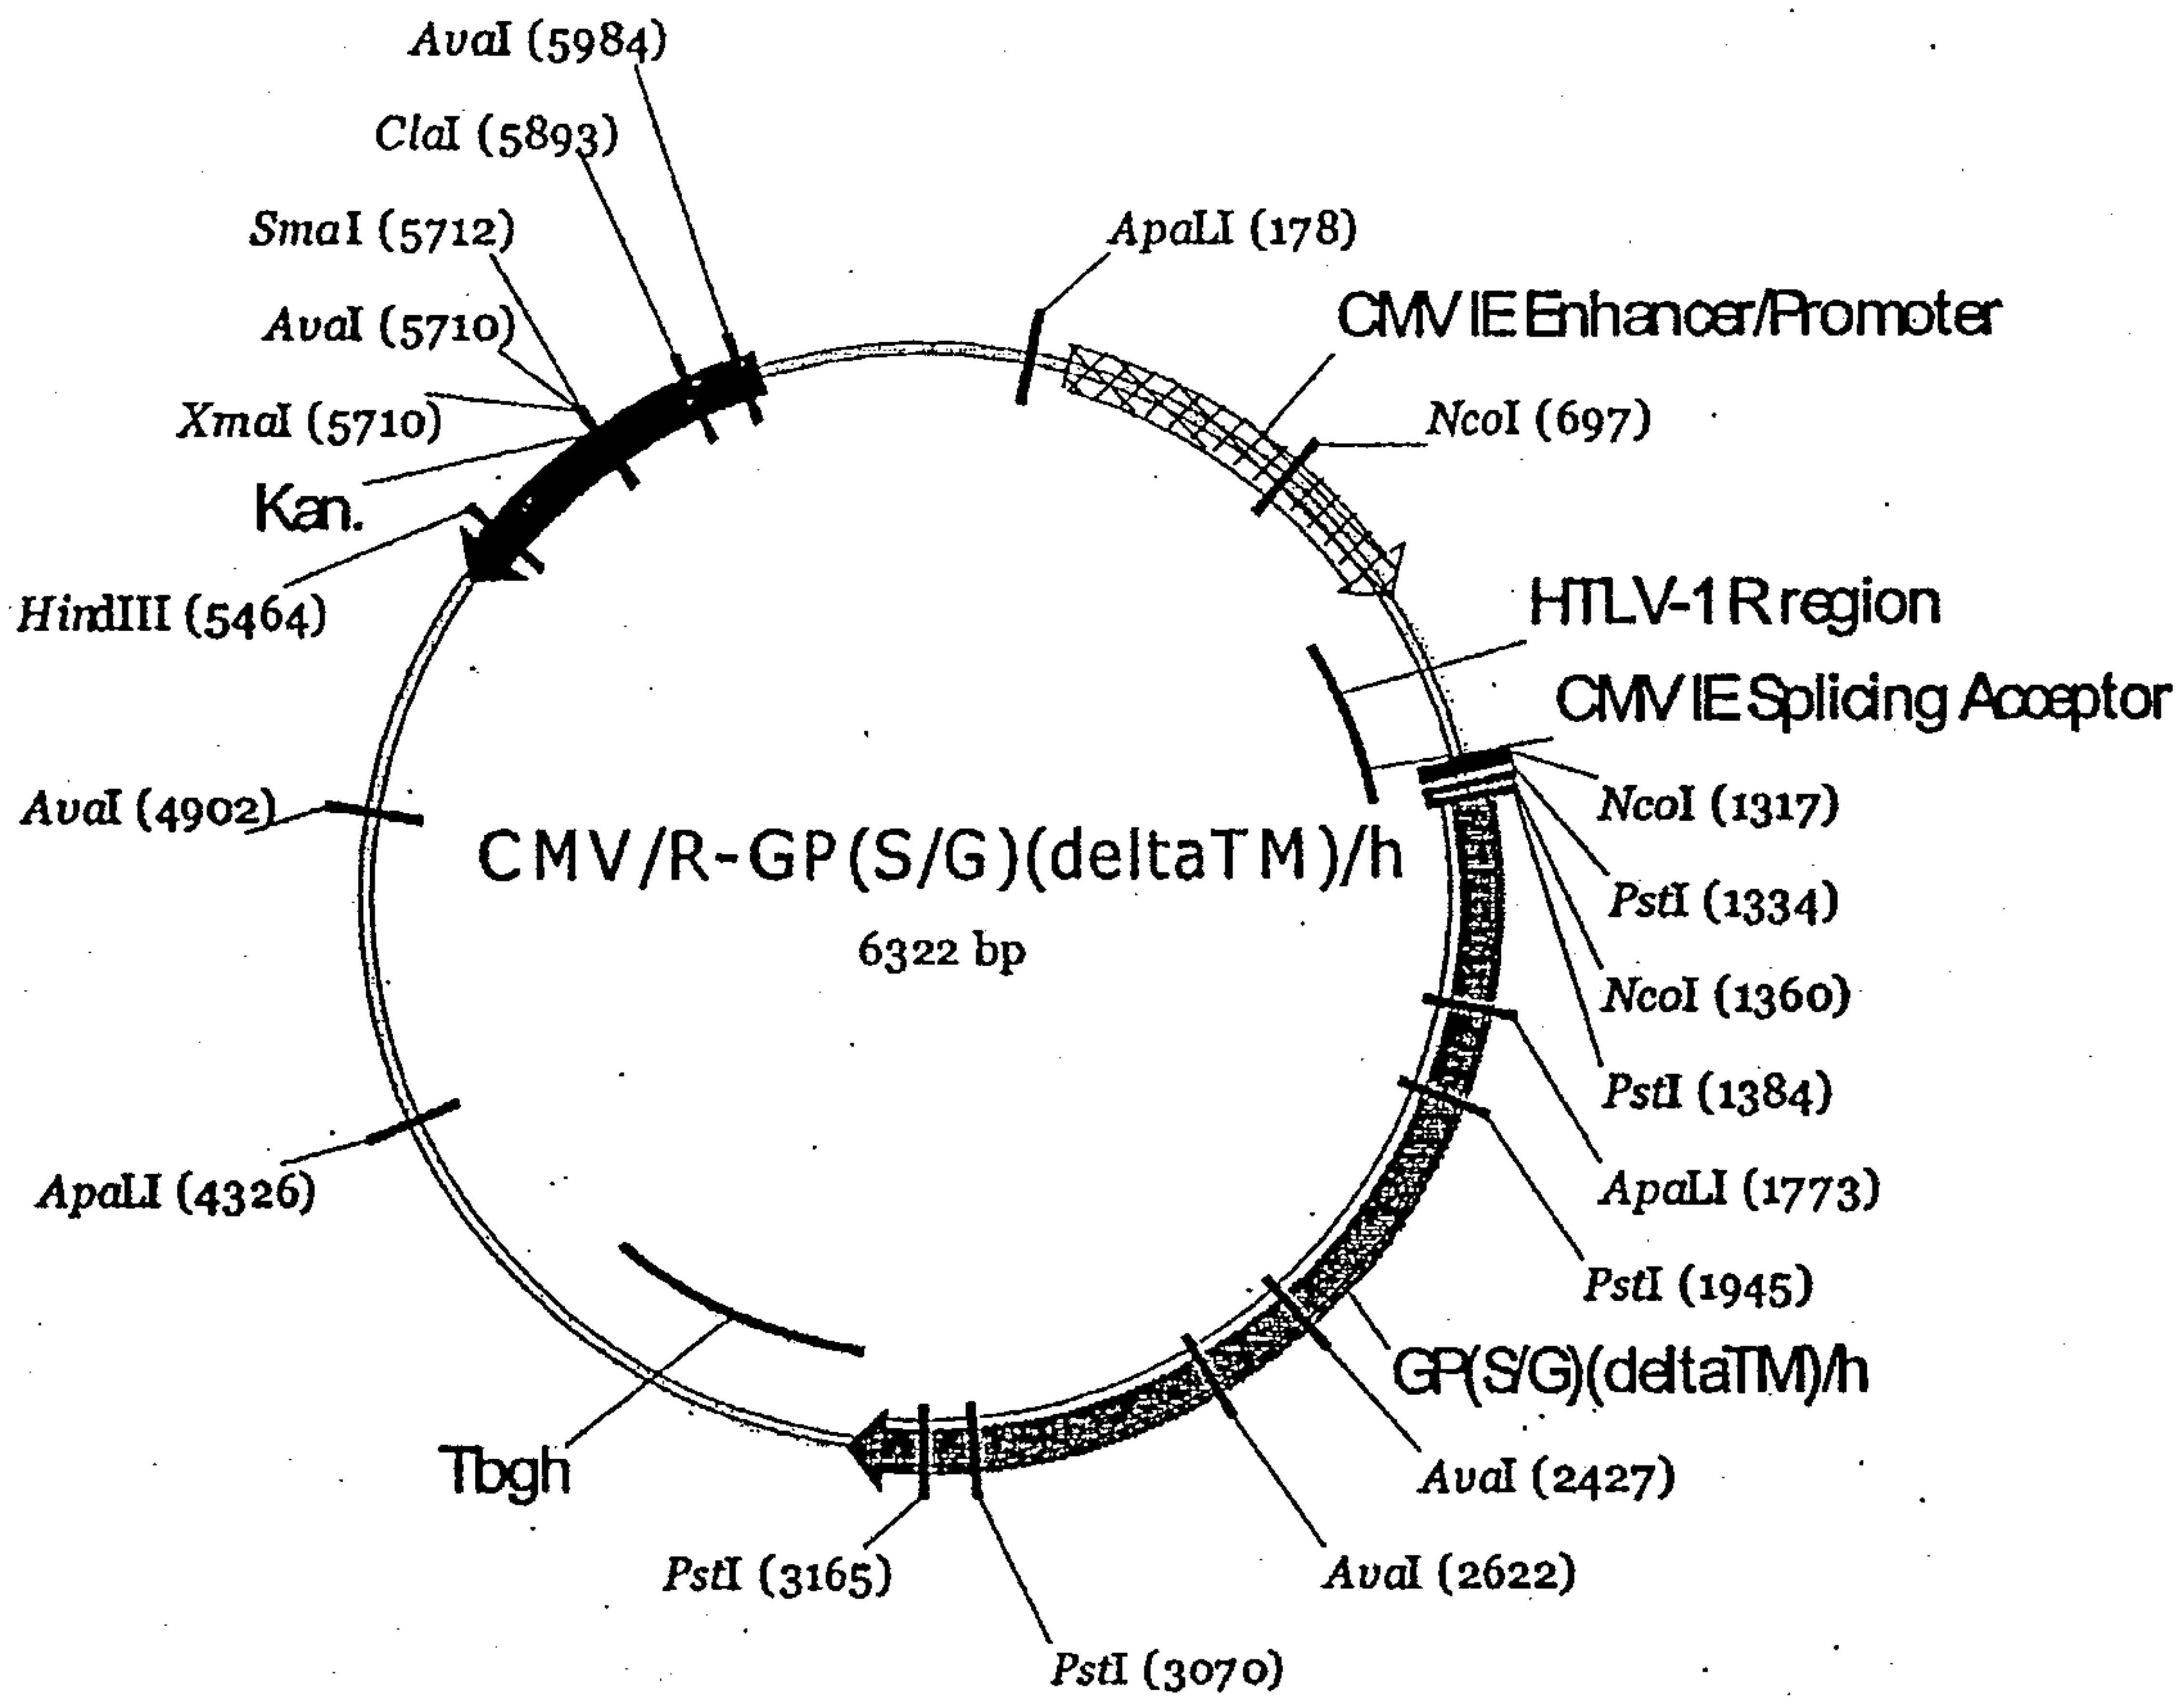 AvaI (5984)
ClaI (5893)
SmaI (5712)
AvaI (5710)
XmaI (5710)
Kan.
HindIII (5464)
AvaI (4902)
ApaLI (4326)
ApaLI (178)
CMV IE Enhancer/Promoter
NcoI (697)
HTLV-1 R region
CMV IE Splicing Acceptor
NcoI (1317)
PstI (1334)
NcoI (1360)
PstI (1384)
ApaLI (1773)
PstI (1945)
GP(S/G)(deltaTM)/h
AvaI (2427)
AvaI (2622)
PstI (3070)
PstI (3165)
Tbgh
CMV/R-GP(S/G)(deltaTM)/h
6322 bp